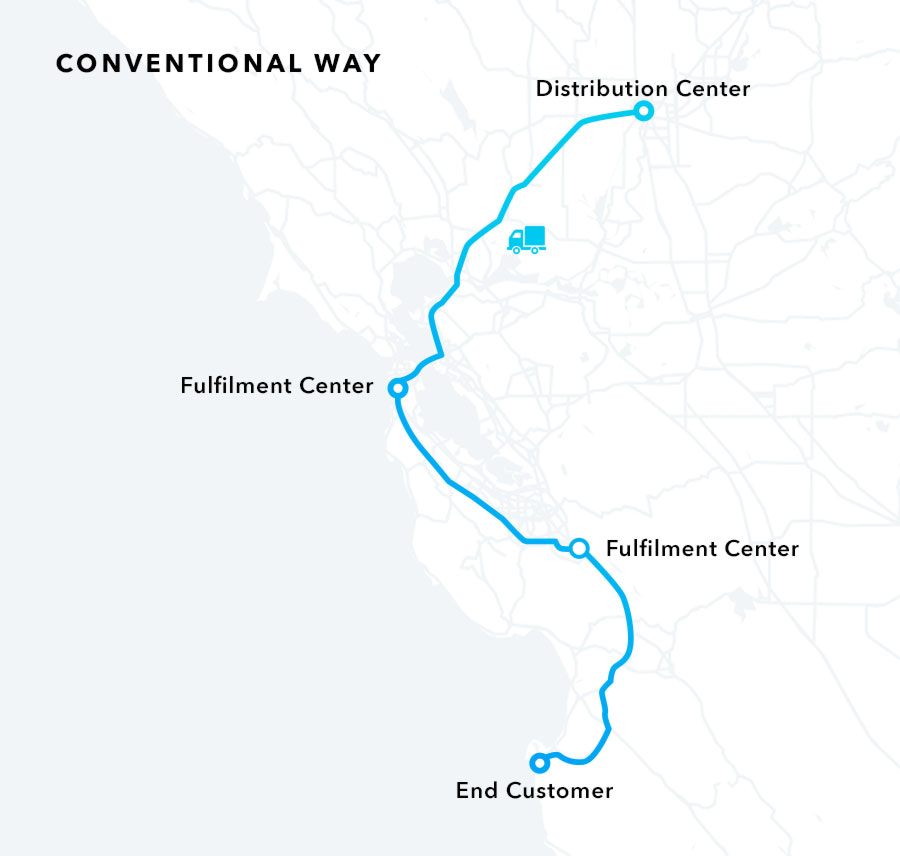 CONVENTIONAL WAY
Distribution Center
Fulfilment Center
Fulfilment Center
End Customer